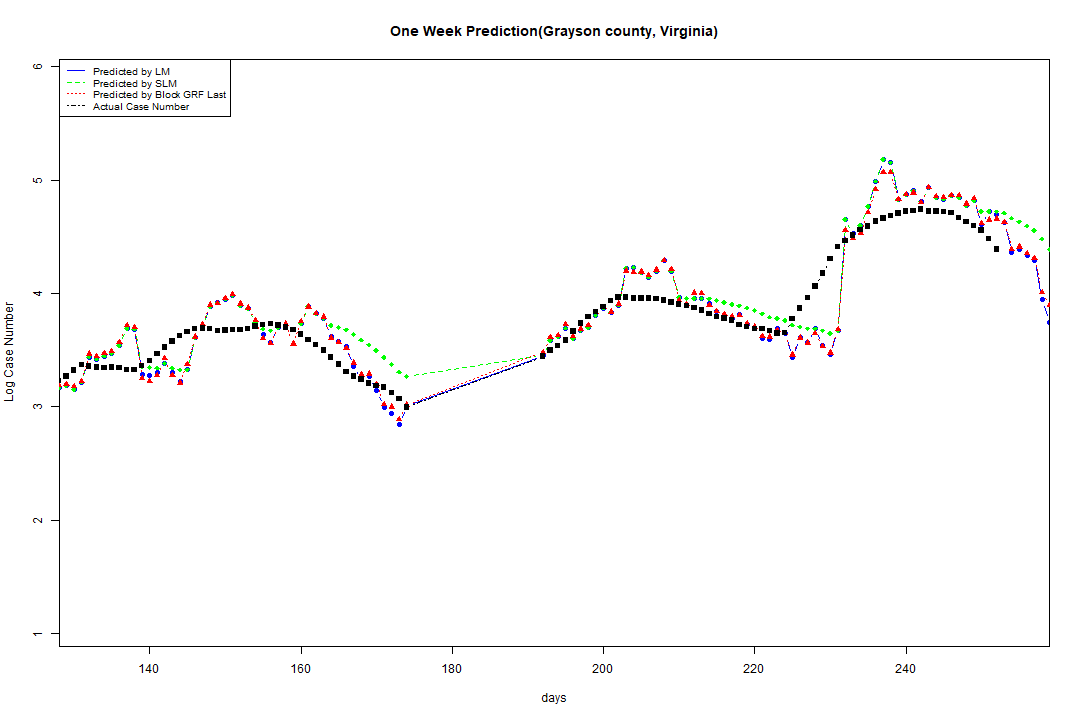 One Week Prediction(Grayson county, Virginia)
Predicted by LM
Predicted by SLM
Predicted by Block GRF Last
Actual Case Number
6
5
4
3
2
1
Log Case Number
140 160 180 200 220 240
days